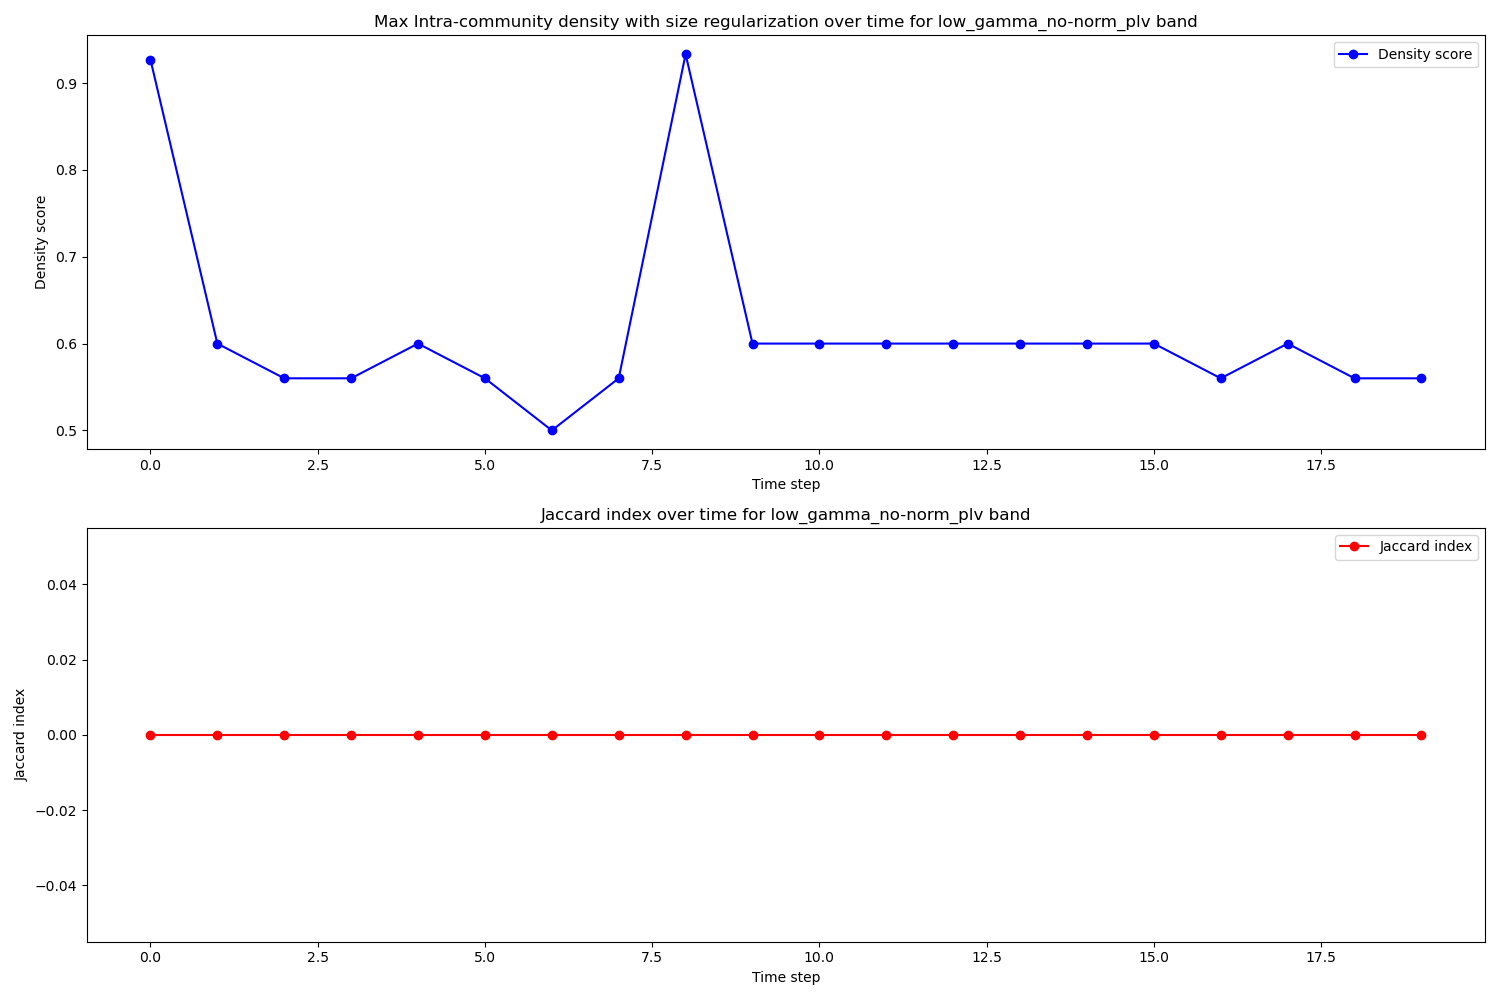 Max Intra-community density with size regularization over time for low_gamma_no-norm_plv band
Density score
Density score
0.9
0.8
0.7
0.6
0.5
0.0 2.5 5.0 7.5 10.0 12.5 15.0 17.5
Time step
Jaccard index over time for low_gamma_no-norm_plv band
Jaccard index
Jaccard index
0.04
0.02
0.00
−0.02
−0.04
0.0 2.5 5.0 7.5 10.0 12.5 15.0 17.5
Time step